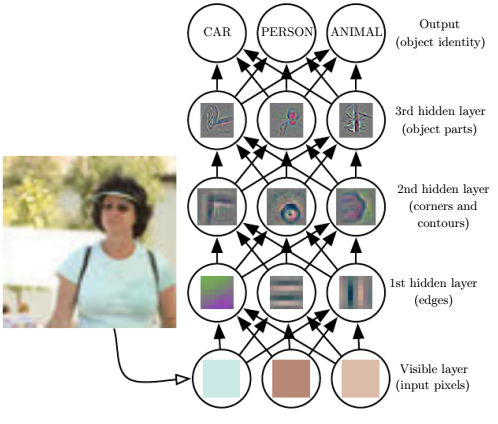 CAR
PERSON
ANIMAL
Output
(object identity)
3rd hidden layer
(object parts)
2nd hidden layer
(corners and
contours)
1st hidden layer
(edges)
Visible layer
(input pixels)